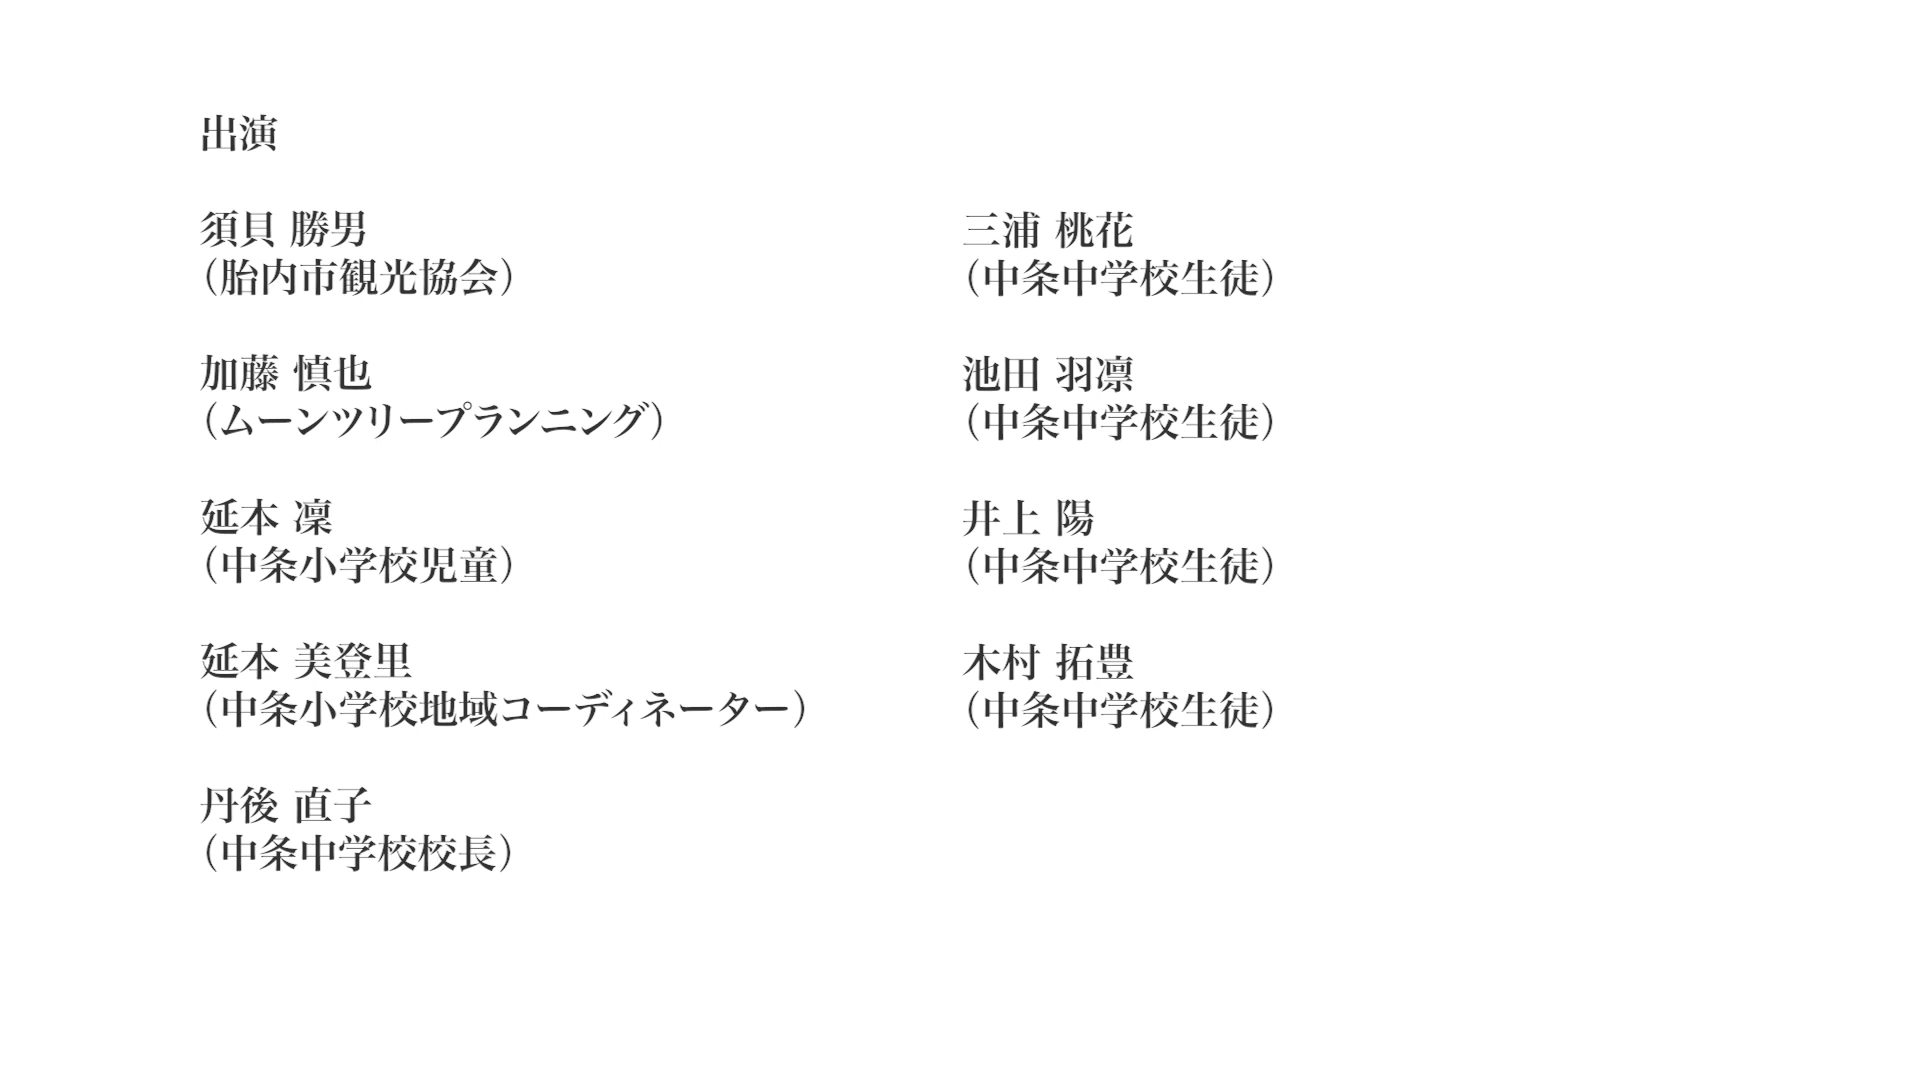 出演
須貝 勝男
（胎内市観光協会）
加藤 慎也
（ムーンツリープランニング）
延本 凜
（中条小学校児童）
延本 美登里
（中条小学校地域コーディネーター）
丹後 直子
（中条中学校校長）
三浦 桃花
（中条中学校生徒）
池田 羽凛
（中条中学校生徒）
井上 陽
（中条中学校生徒）
木村 拓豊
（中条中学校生徒）